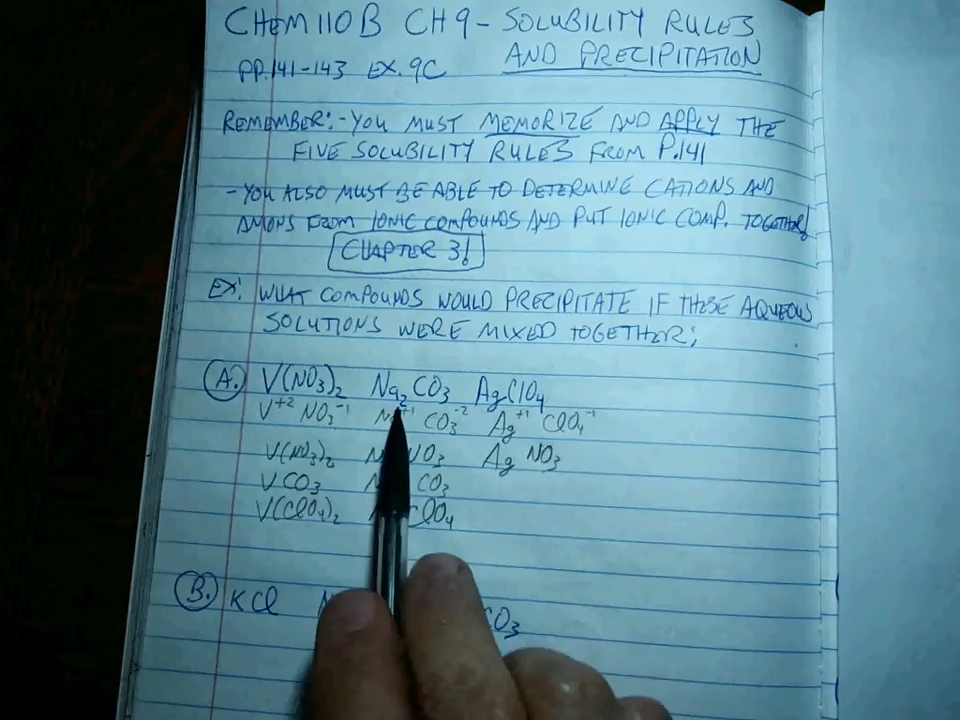 CHEM 110B CH 9 - SOLUBILITY RULES
AND PRECIPITATION
PP. 141-143 EX. 9C
REMEMBER: - YOU MUST MEMORIZE AND APPLY THE
FIVE SOLUBILITY RULES FROM P. 141
- YOU ALSO MUST BE ABLE TO DETERMINE CATIONS AND
ANIONS FROM IONIC COMPOUNDS AND PUT IONIC COMP. TOGETHER!
CHAPTER 3!
EX: WHAT COMPOUNDS WOULD PRECIPITATE IF THESE AQUEOUS
SOLUTIONS WERE MIXED TOGETHER;
A. V(NO3)2 Na2CO3 AgClO4
V+2 NO3-1 CO3-2 Ag+1 ClO4-1
V(NO3)2 NO3 Ag NO3
VCO3 CO3
V(ClO4)2 ClO4
B. KCl CO3